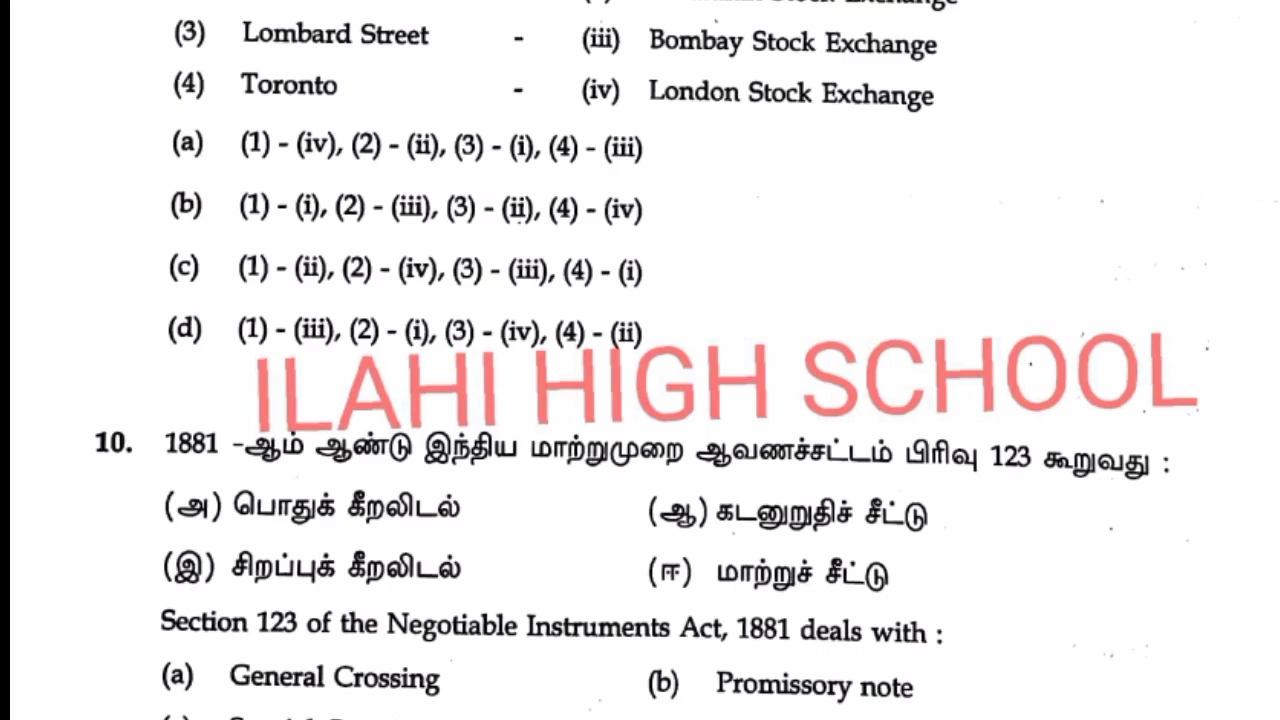 Stock Exchange
(3) Lombard Street - (iii) Bombay Stock Exchange
(4) Toronto - (iv) London Stock Exchange
(a) (1) - (iv), (2) - (ii), (3) - (i), (4) - (iii)
(b) (1) - (i), (2) - (iii), (3) - (ii), (4) - (iv)
(c) (1) - (ii), (2) - (iv), (3) - (iii), (4) - (i)
(d) (1) - (iii), (2) - (i), (3) - (iv), (4) - (ii)
ILAHI HIGH SCHOOL
10. 1881 -ஆம் ஆண்டு இந்திய மாற்றுமுறை ஆவணச்சட்டம் பிரிவு 123 கூறுவது :
(அ) பொதுக் கீறலிடல் (ஆ) கடனுறுதிச் சீட்டு
(இ) சிறப்புக் கீறலிடல் (ஈ) மாற்றுச் சீட்டு
Section 123 of the Negotiable Instruments Act, 1881 deals with :
(a) General Crossing (b) Promissory note